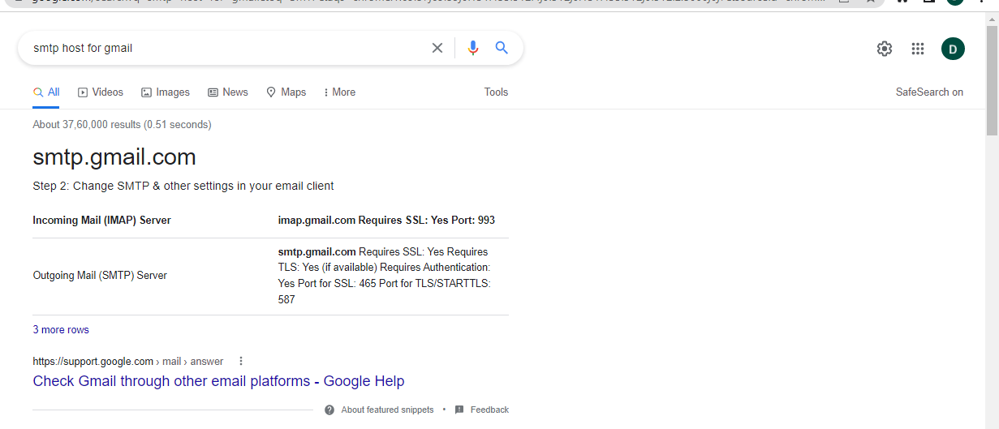 smtp host for gmail
D
All Videos Images News Maps More Tools SafeSearch on
About 37,60,000 results (0.51 seconds)
smtp.gmail.com
Step 2: Change SMTP & other settings in your email client
Incoming Mail (IMAP) Server
imap.gmail.com Requires SSL: Yes Port: 993
Outgoing Mail (SMTP) Server
smtp.gmail.com Requires SSL: Yes Requires
TLS: Yes (if available) Requires Authentication:
Yes Port for SSL: 465 Port for TLS/STARTTLS:
587
3 more rows
https://support.google.com › mail › answer
Check Gmail through other email platforms - Google Help
About featured snippets • Feedback